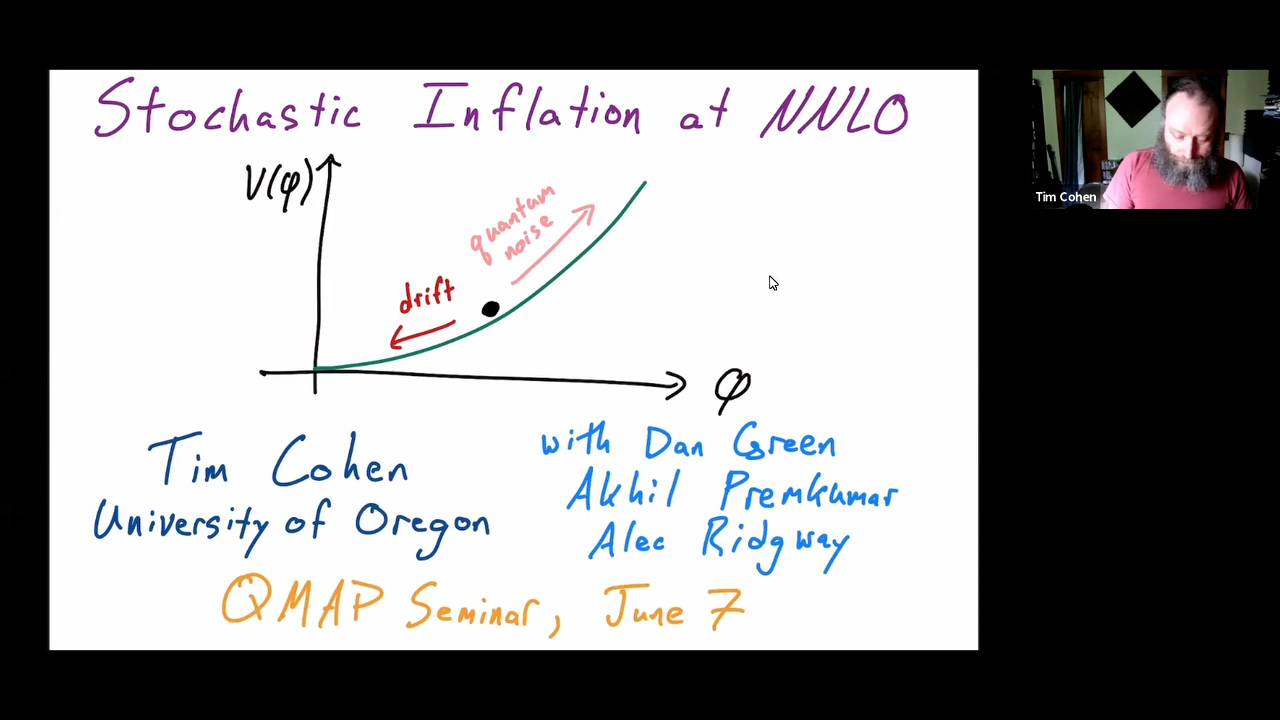 Stochastic Inflation at NNLO
V(φ)
quantum
noise
drift
φ
Tim Cohen
University of Oregon
with Dan Green
Akhil Premkumar
Alec Ridgway
QMAP Seminar, June 7
Tim Cohen